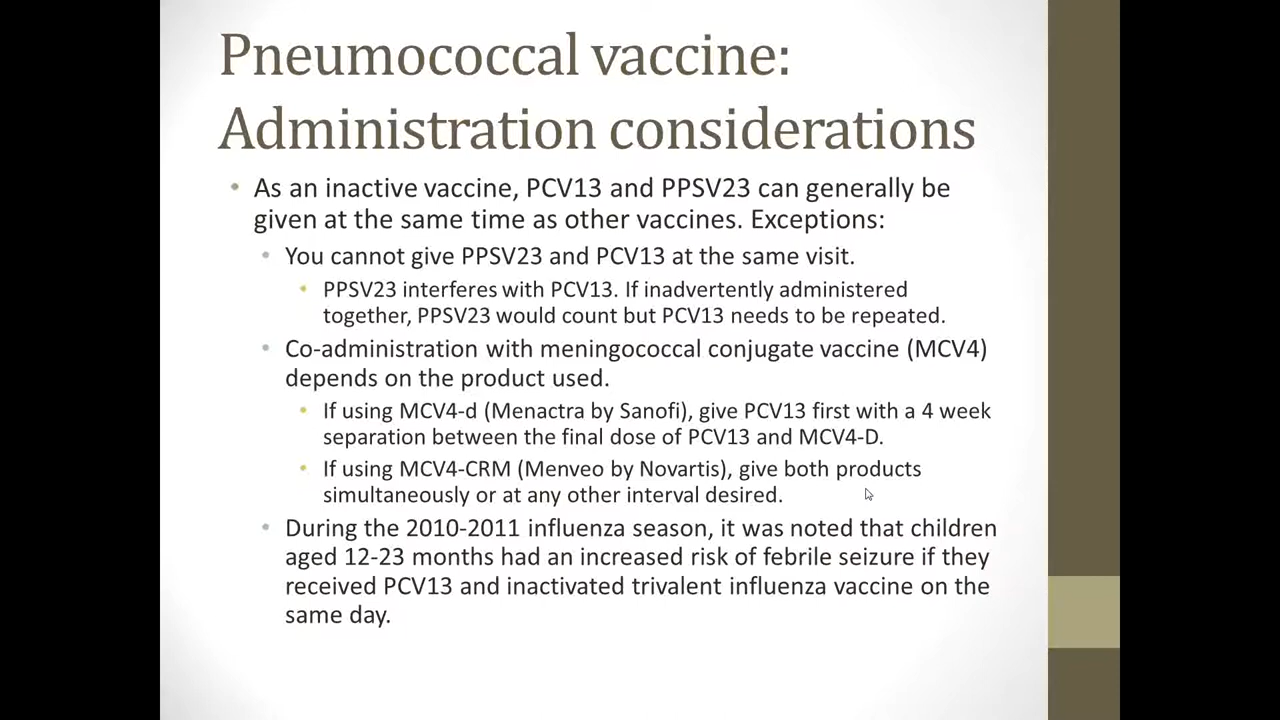 Pneumococcal vaccine:
Administration considerations
• As an inactive vaccine, PCV13 and PPSV23 can generally be
given at the same time as other vaccines. Exceptions:
• You cannot give PPSV23 and PCV13 at the same visit.
• PPSV23 interferes with PCV13. If inadvertently administered
together, PPSV23 would count but PCV13 needs to be repeated.
• Co-administration with meningococcal conjugate vaccine (MCV4)
depends on the product used.
• If using MCV4-d (Menactra by Sanofi), give PCV13 first with a 4 week
separation between the final dose of PCV13 and MCV4-D.
• If using MCV4-CRM (Menveo by Novartis), give both products
simultaneously or at any other interval desired.
• During the 2010-2011 influenza season, it was noted that children
aged 12-23 months had an increased risk of febrile seizure if they
received PCV13 and inactivated trivalent influenza vaccine on the
same day.